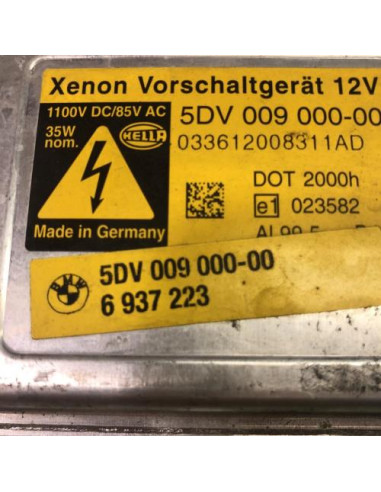 Xenon Vorschaltgerät 12V
1100V DC/85V AC
35W
nom.
HELLA
5DV 009 000-00
033612008311AD
DOT 2000h
e1 023582
Made in Germany
BMW
5DV 009 000-00
6 937 223